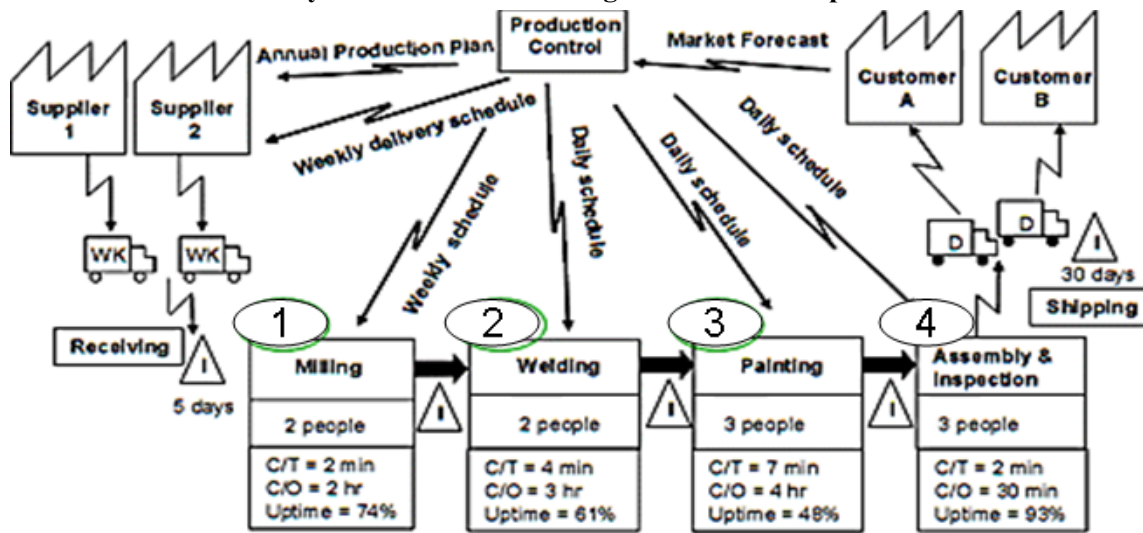 Production
Control
Annual Production Plan
Market Forecast
Supplier
1
Supplier
2
Customer
A
Customer
B
Weekly delivery schedule
Weekly schedule
Daily schedule
Daily schedule
Daily schedule
WK
WK
D
D
I
30 days
Shipping
Receiving
I
5 days
1
2
3
4
Milling
Welding
Painting
Assembly &
Inspection
I
I
I
2 people
2 people
3 people
3 people
C/T = 2 min
C/O = 2 hr
Uptime = 74%
C/T = 4 min
C/O = 3 hr
Uptime = 61%
C/T = 7 min
C/O = 4 hr
Uptime = 48%
C/T = 2 min
C/O = 30 min
Uptime = 93%